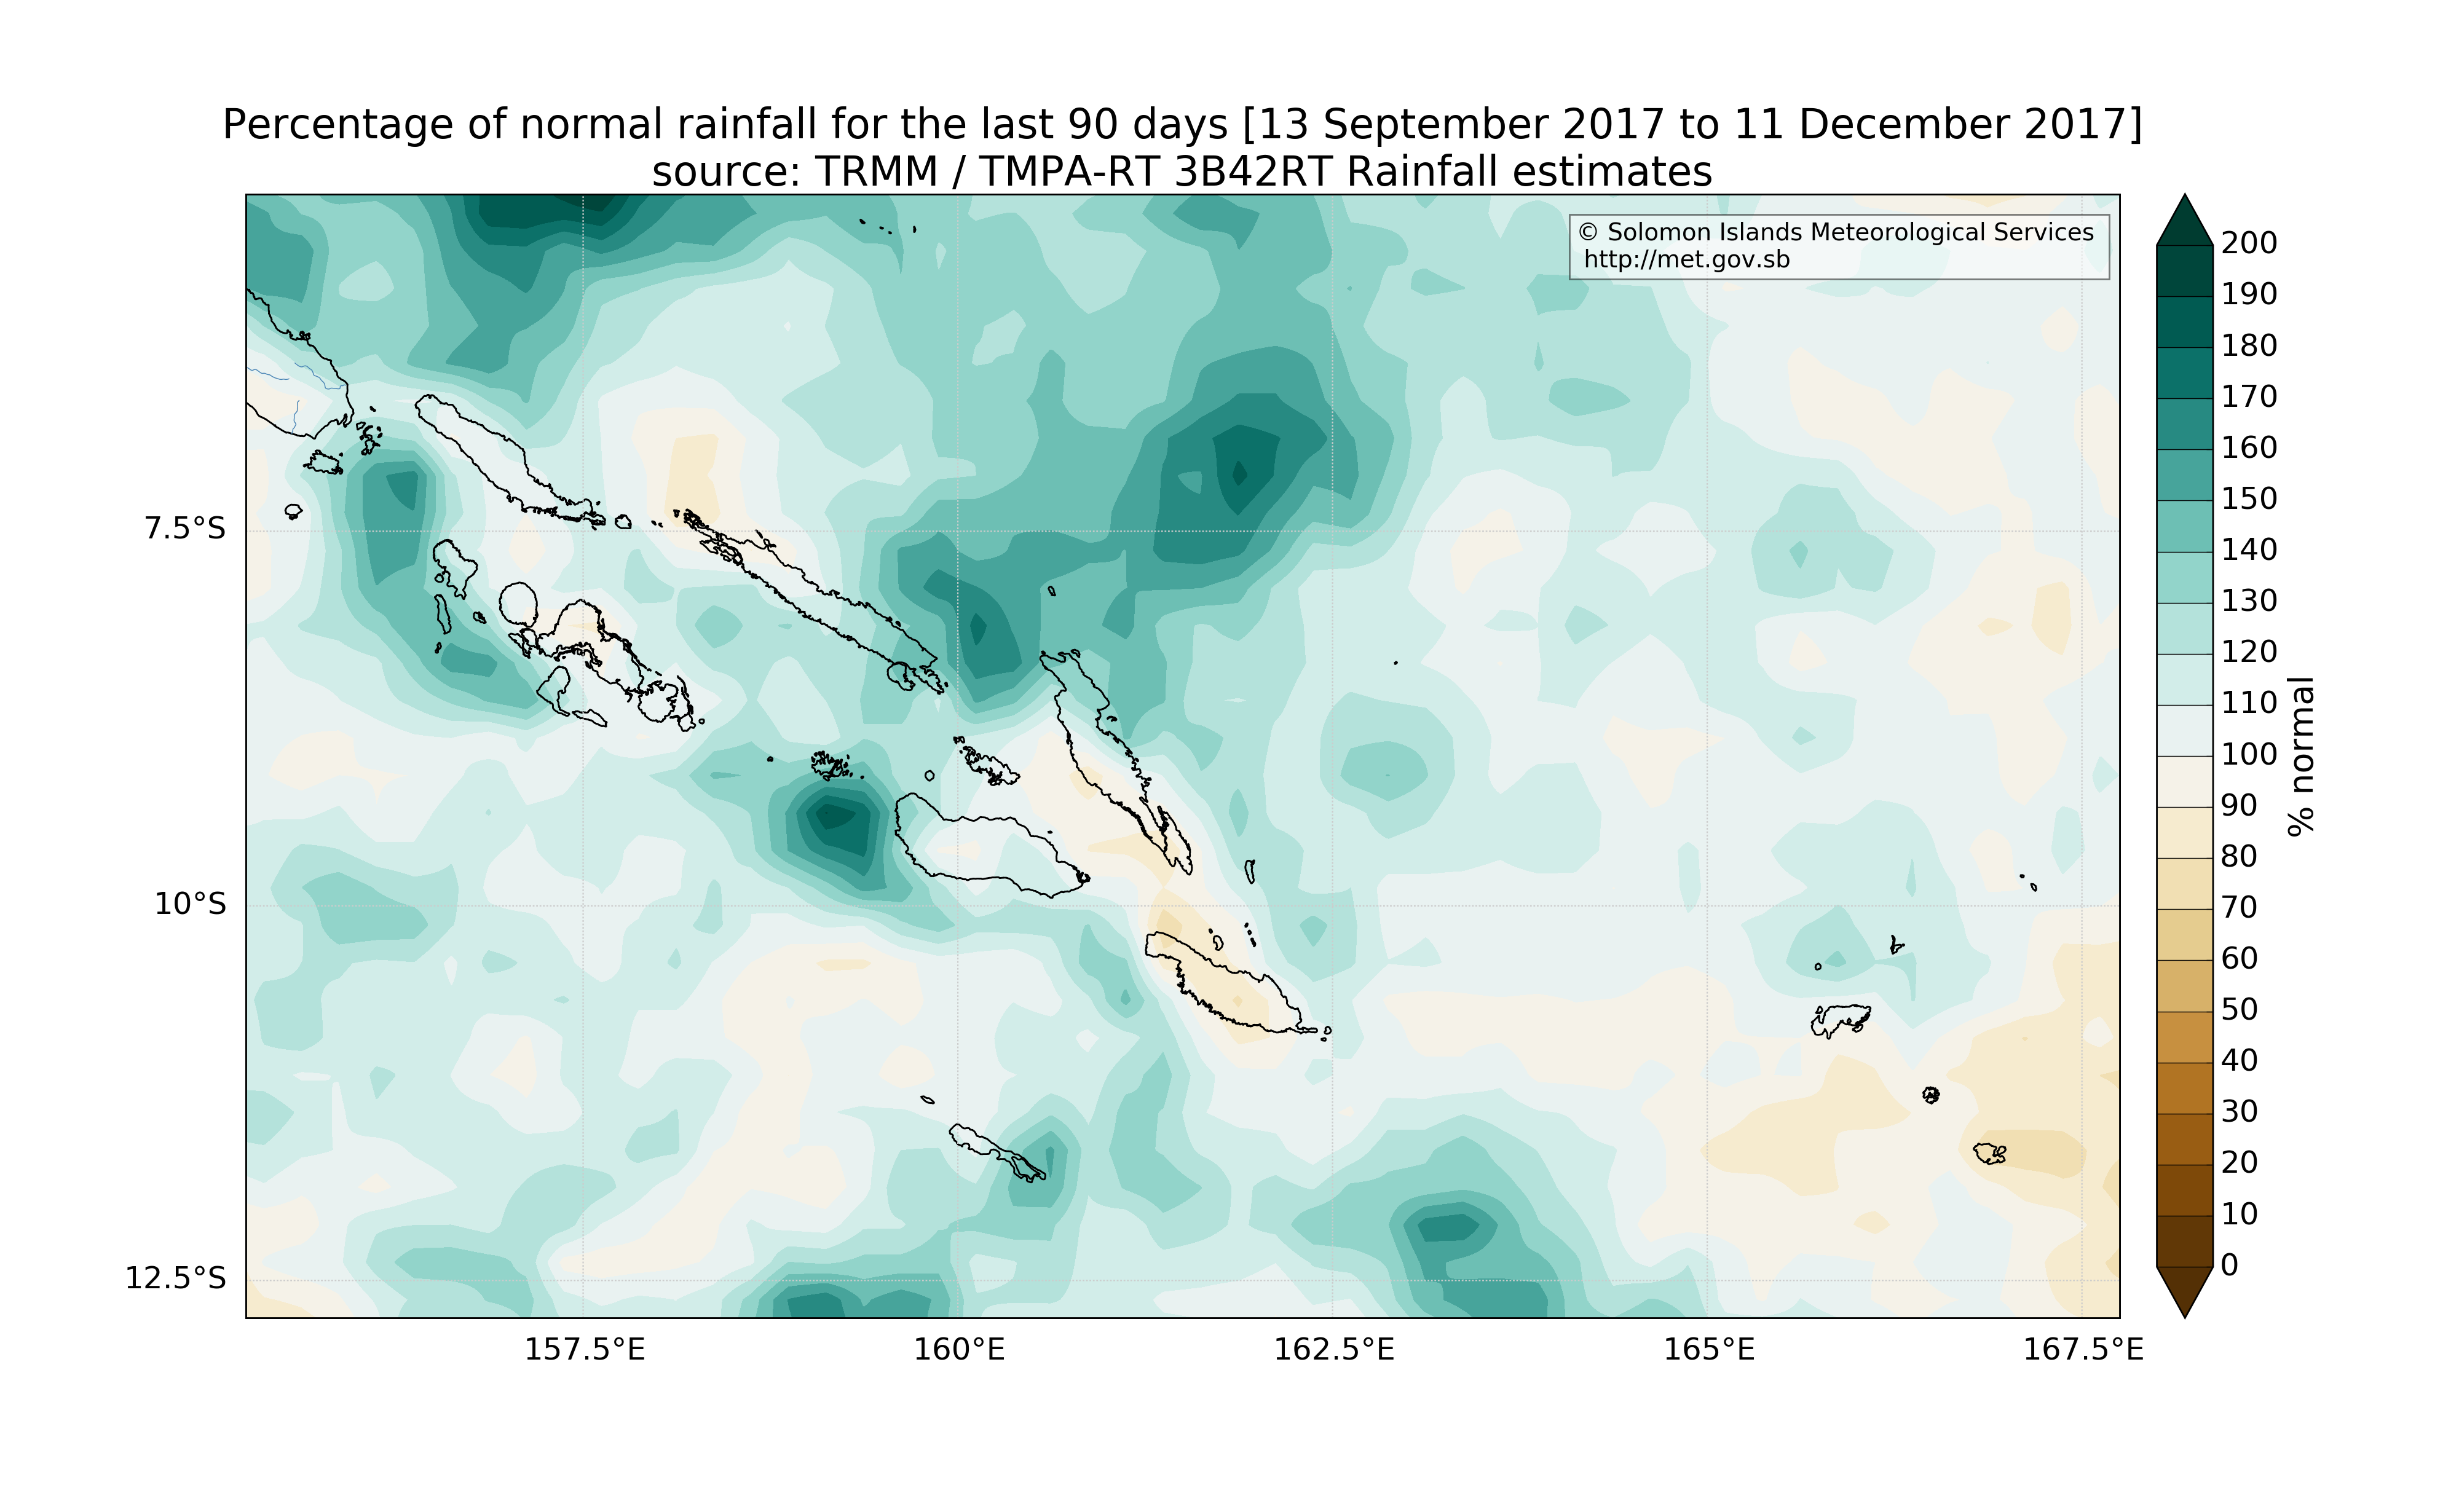 Percentage of normal rainfall for the last 90 days [13 September 2017 to 11 December 2017]
source: TRMM / TMPA-RT 3B42RT Rainfall estimates
© Solomon Islands Meteorological Services
http://met.gov.sb
7.5°S
10°S
12.5°S
157.5°E
160°E
162.5°E
165°E
167.5°E
200
190
180
170
160
150
140
130
120
110
100
90
80
70
60
50
40
30
20
10
0
% normal